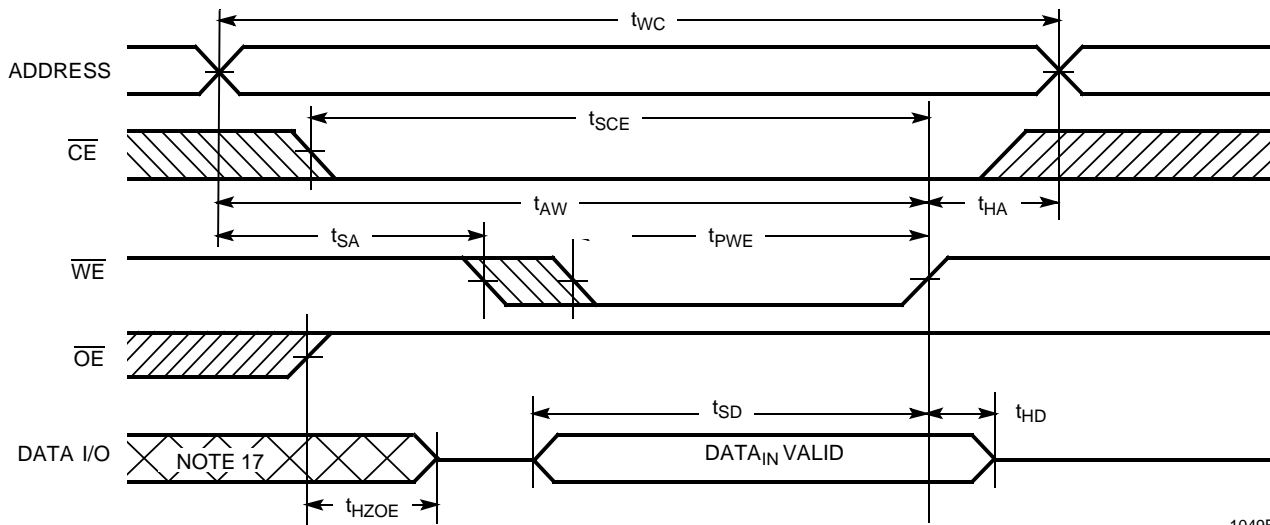 tWC
ADDRESS
tSCE
CE
tAW
tHA
tSA
tPWE
WE
OE
tSD
tHD
DATA I/O
NOTE 17
DATAIN VALID
tHZOE